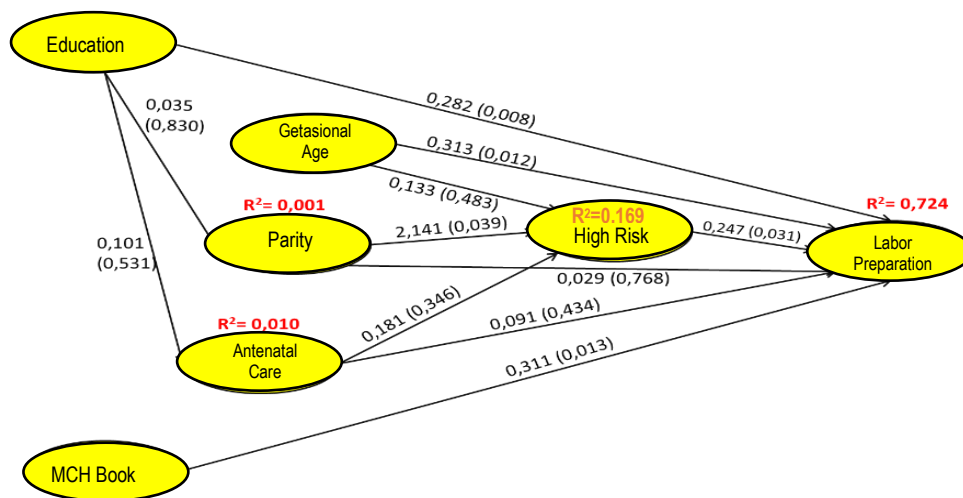 Education
0,035
(0,830)
0,282 (0,008)
Getasional
Age
0,313 (0,012)
0,133 (0,483)
R²= 0,001
Parity
2,141 (0,039)
R²=0.169
High Risk
0,247 (0,031)
R²= 0,724
Labor
Preparation
0,101
(0,531)
0,029 (0,768)
0,181 (0,346)
0,091 (0,434)
R²= 0,010
Antenatal
Care
0,311 (0,013)
MCH Book